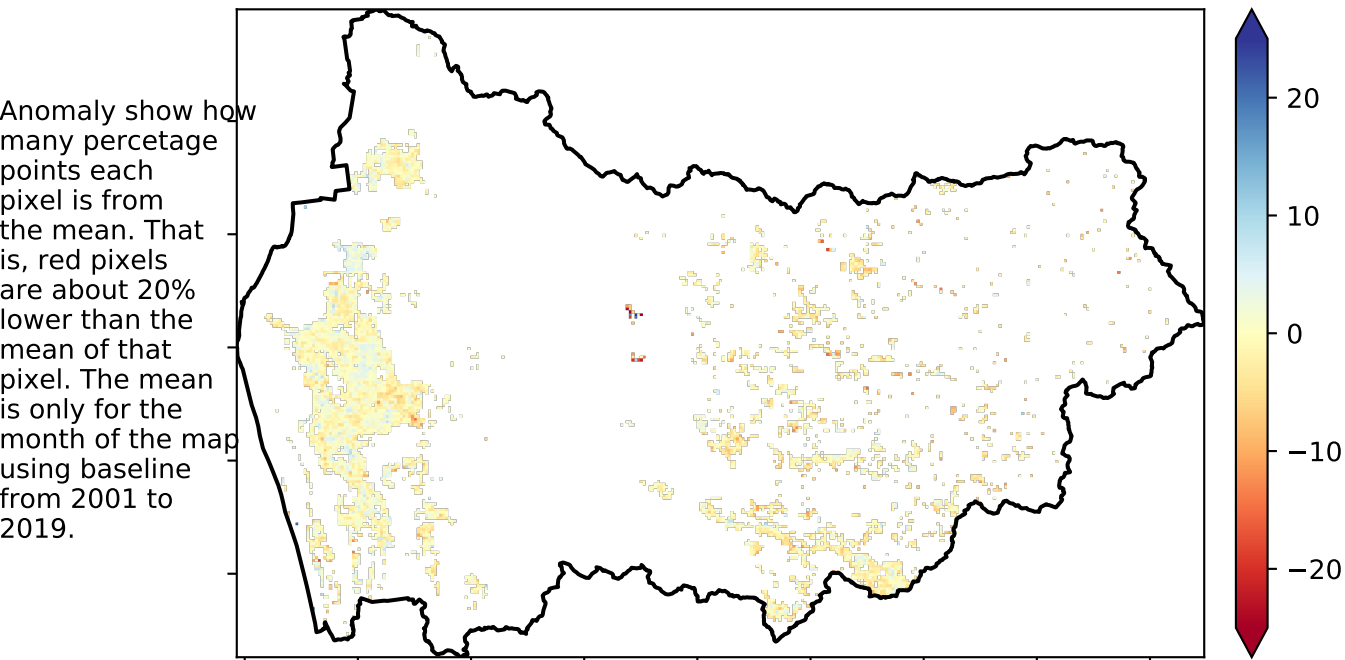 Anomaly show how
many percetage
points each
pixel is from
the mean. That
is, red pixels
are about 20%
lower than the
mean of that
pixel. The mean
is only for the
month of the map
using baseline
from 2001 to
2019.
20
10
0
−10
−20